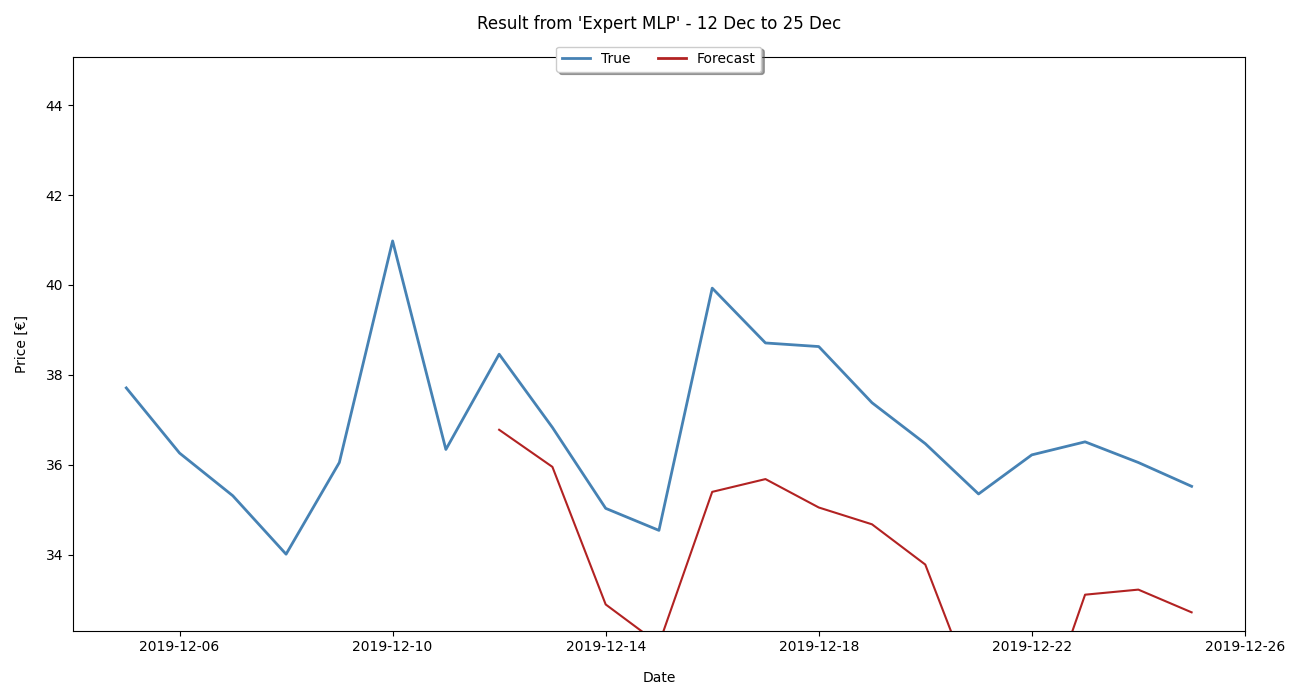 Result from 'Expert MLP' - 12 Dec to 25 Dec
True Forecast
44
42
40
38
36
34
Price [€]
2019-12-06 2019-12-10 2019-12-14 2019-12-18 2019-12-22 2019-12-26
Date